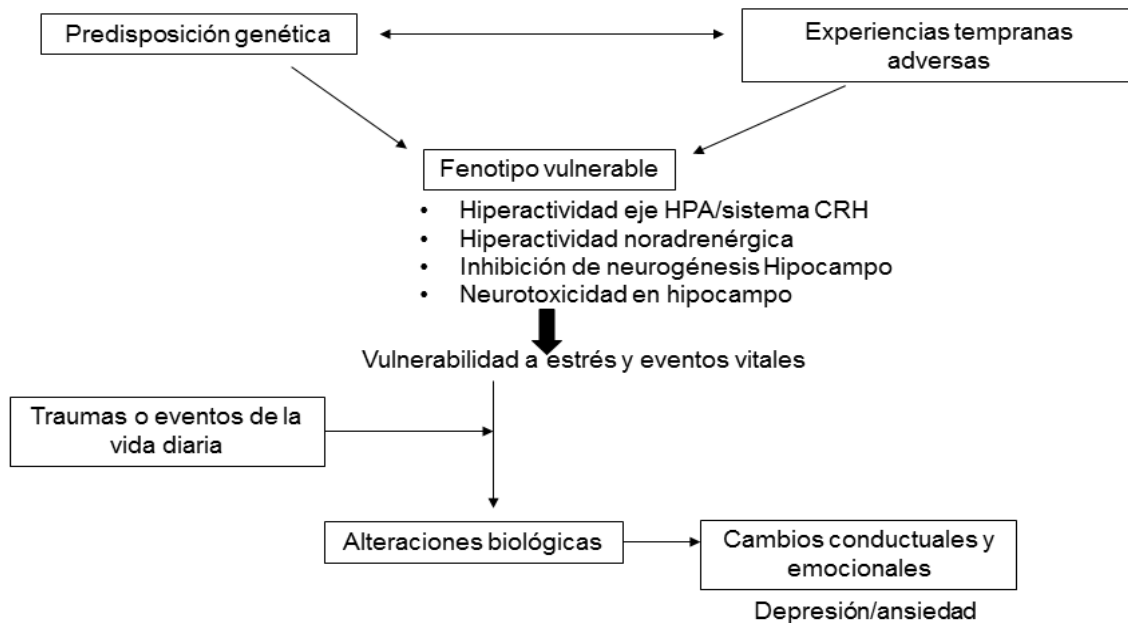 Predisposición genética
Experiencias tempranas
adversas
Fenotipo vulnerable
• Hiperactividad eje HPA/sistema CRH
• Hiperactividad noradrenérgica
• Inhibición de neurogénesis Hipocampo
• Neurotoxicidad en hipocampo
Vulnerabilidad a estrés y eventos vitales
Traumas o eventos de la
vida diaria
Alteraciones biológicas
Cambios conductuales y
emocionales
Depresión/ansiedad